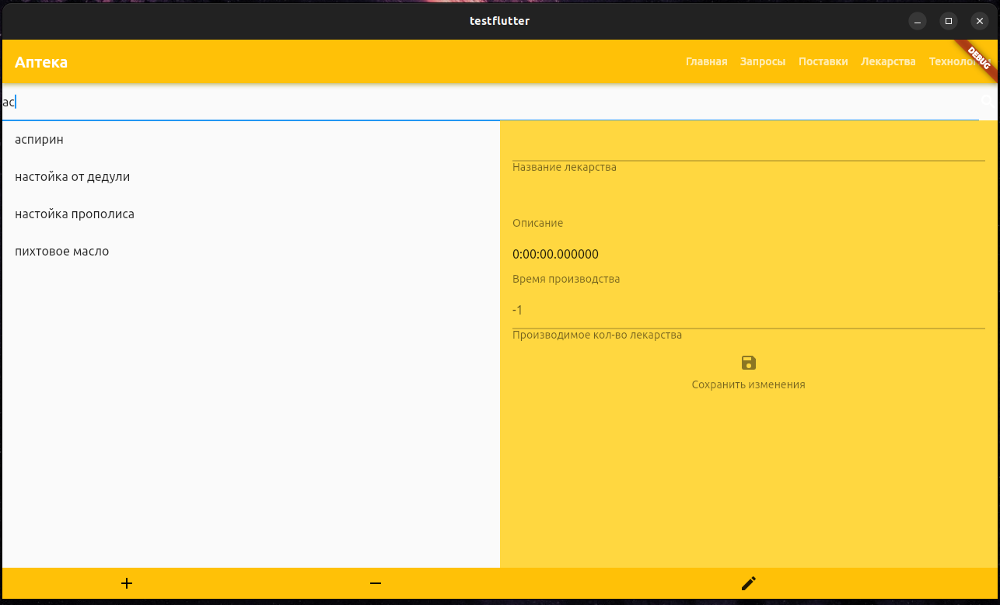 testflutter
Аптека
Главная Запросы Поставки Лекарства
DEBUG
ас
аспирин
настойка от дедули
настойка прополиса
пихтовое масло
Название лекарства
Описание
0:00:00.000000
Время производства
-1
Производимое кол-во лекарства
Сохранить изменения